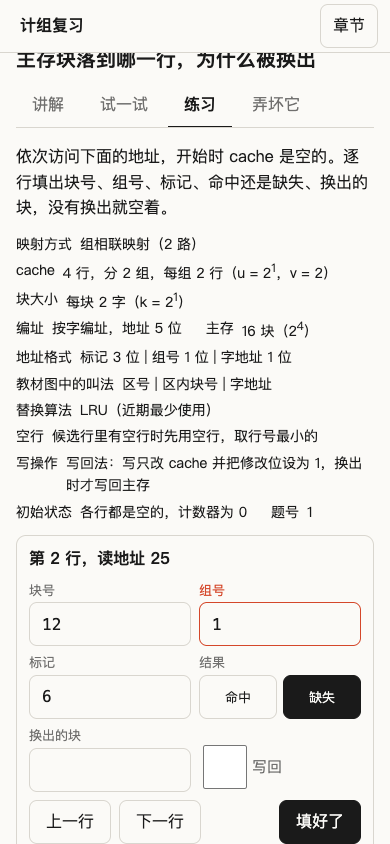 计组复习
章节
主存块落到哪一行，为什么被换出
讲解 试一试 练习 弄坏它
依次访问下面的地址，开始时 cache 是空的。逐
行填出块号、组号、标记、命中还是缺失、换出的
块，没有换出就空着。
映射方式 组相联映射（2 路）
cache 4 行，分 2 组，每组 2 行（u = 2¹，v = 2）
块大小 每块 2 字（k = 2¹）
编址 按字编址，地址 5 位 主存 16 块（2⁴）
地址格式 标记 3 位 | 组号 1 位 | 字地址 1 位
教材图中的叫法 区号 | 区内块号 | 字地址
替换算法 LRU（近期最少使用）
空行 候选行里有空行时先用空行，取行号最小的
写操作 写回法：写只改 cache 并把修改位设为 1，换出
时才写回主存
初始状态 各行都是空的，计数器为 0 题号 1
第 2 行，读地址 25
块号 组号
12 1
标记 结果
6 命中 缺失
换出的块
写回
上一行 下一行 填好了